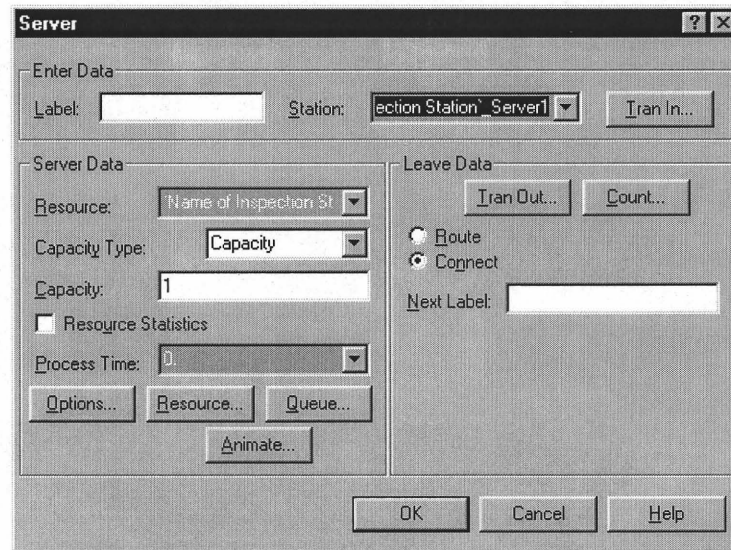 Server
Enter Data
Label: Station: ection Station`_Server1 Tran In...
Server Data
Resource: `Name of Inspection St
Capacity Type: Capacity
Capacity: 1
Resource Statistics
Process Time: 0.
Options... Resource... Queue...
Animate...
Leave Data
Tran Out... Count...
Route
Connect
Next Label:
OK Cancel Help